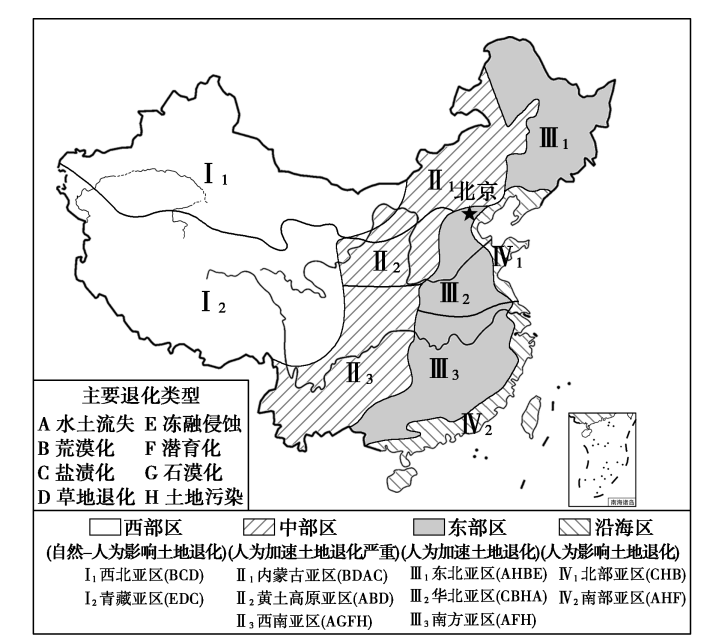 Ⅲ₁
Ⅰ₁
Ⅱ₁
北京
Ⅳ₁
Ⅱ₂
Ⅰ₂
Ⅲ₂
Ⅱ₃
Ⅲ₃
Ⅳ₂
主要退化类型
A 水土流失 E 冻融侵蚀
B 荒漠化 F 潜育化
C 盐渍化 G 石漠化
D 草地退化 H 土地污染
南海诸岛
西部区 中部区 东部区 沿海区
(自然–人为影响土地退化)(人为加速土地退化严重)(人为加速土地退化)(人为影响土地退化)
Ⅰ₁西北亚区(BCD) Ⅱ₁内蒙古亚区(BDAC) Ⅲ₁东北亚区(AHBE) Ⅳ₁北部亚区(CHB)
Ⅰ₂青藏亚区(EDC) Ⅱ₂黄土高原亚区(ABD) Ⅲ₂华北亚区(CBHA) Ⅳ₂南部亚区(AHF)
Ⅱ₃西南亚区(AGFH) Ⅲ₃南方亚区(AFH)